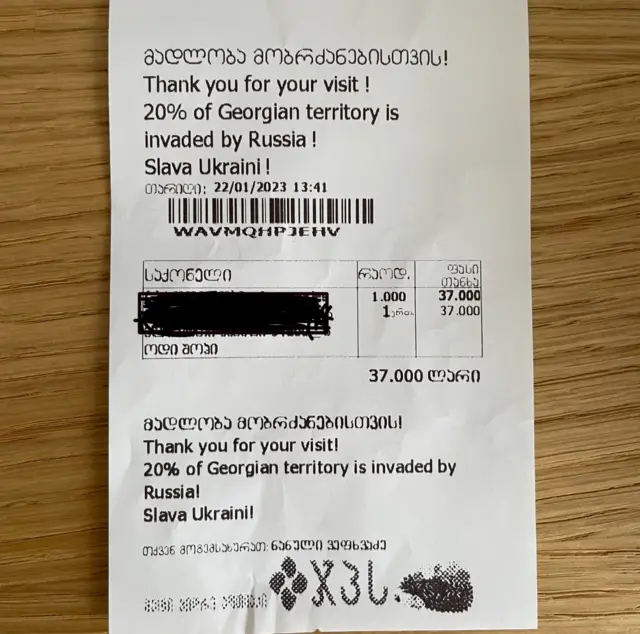 მადლობა მობრძანებისთვის!
Thank you for your visit !
20% of Georgian territory is
invaded by Russia !
Slava Ukraini !
თარიღი: 22/01/2023 13:41
WAVMQHPJEHV
საქონელი რაოდ. ფასი
თანხა
1.000 37.000
1 37.000
ოდი შოპი
37.000 ლარი
მადლობა მობრძანებისთვის!
Thank you for your visit!
20% of Georgian territory is invaded by
Russia!
Slava Ukraini!
თქვენ მოგემსახურათ: ნანული ვეფხვაძე